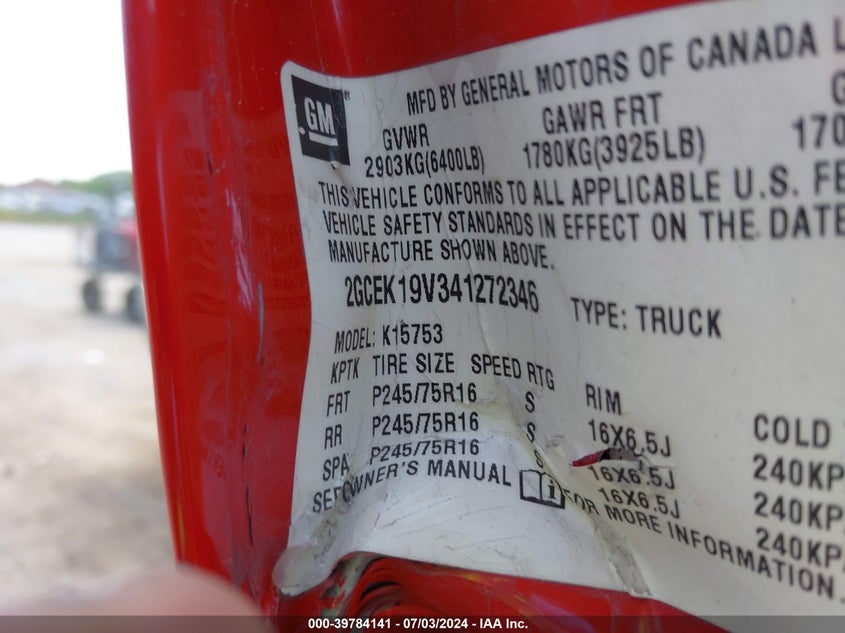 GM
MFD BY GENERAL MOTORS OF CANADA L
GVWR GAWR FRT G
2903KG(6400LB) 1780KG(3925LB) 170
THIS VEHICLE CONFORMS TO ALL APPLICABLE U.S. FE
VEHICLE SAFETY STANDARDS IN EFFECT ON THE DATE
MANUFACTURE SHOWN ABOVE.
2GCEK19V341272346 TYPE: TRUCK
MODEL: K15753
KPTK TIRE SIZE SPEED RTG RIM COLD
FRT P245/75R16 S 16X6.5J 240KP
RR P245/75R16 S 16X6.5J 240KP
SPA P245/75R16 S 16X6.5J 240KP
SEE OWNER'S MANUAL i FOR MORE INFORMATION.
000-39784141 - 07/03/2024 - IAA Inc.